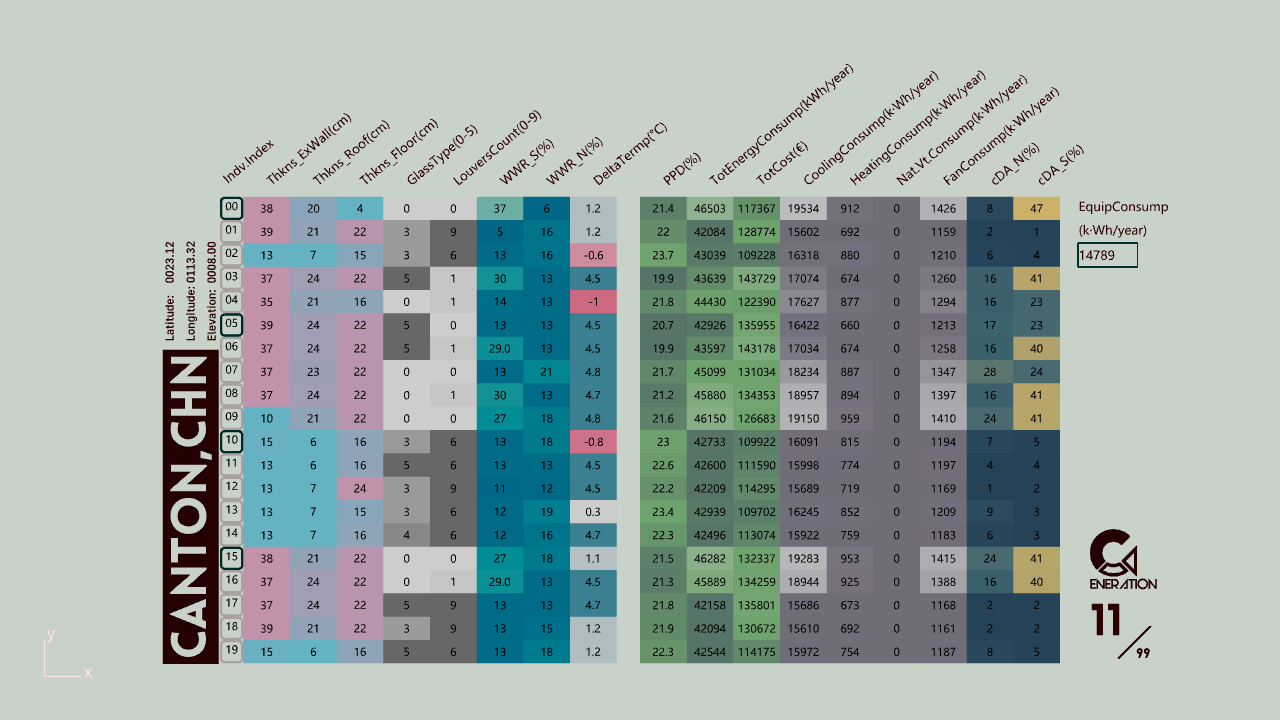 Indv.Index Thkns_ExWall(cm) Thkns_Roof(cm) Thkns_Floor(cm) GlassType(0-5) LouversCount(0-9) WWR_S(%) WWR_N(%) DeltaTermp(°C) PPD(%) TotEnergyConsump(kWh/year) TotCost(€) CoolingConsump(k·Wh/year) HeatingConsump(k·Wh/year) Nat.Vt.Consump(k·Wh/year) FanConsump(k·Wh/year) cDA_N(%) cDA_S(%)
00 38 20 4 0 0 37 6 1.2 21.4 46503 117367 19534 912 0 1426 8 47
01 39 21 22 3 9 5 16 1.2 22 42084 128774 15602 692 0 1159 2 1
02 13 7 15 3 6 13 16 -0.6 23.7 43039 109228 16318 880 0 1210 6 4
03 37 24 22 5 1 30 13 4.5 19.9 43639 143729 17074 674 0 1260 16 41
04 35 21 16 0 1 14 13 -1 21.8 44430 122390 17627 877 0 1294 16 23
05 39 24 22 5 0 13 13 4.5 20.7 42926 135955 16422 660 0 1213 17 23
06 37 24 22 5 1 29.0 13 4.5 19.9 43597 143178 17034 674 0 1258 16 40
07 37 23 22 0 0 13 21 4.8 21.7 45099 131034 18234 887 0 1347 28 24
08 37 24 22 0 1 30 13 4.7 21.2 45880 134353 18957 894 0 1397 16 41
09 10 21 22 0 0 27 18 4.8 21.6 46150 126683 19150 959 0 1410 24 41
10 15 6 16 3 6 13 18 -0.8 23 42733 109922 16091 815 0 1194 7 5
11 13 6 16 5 6 13 13 4.5 22.6 42600 111590 15998 774 0 1197 4 4
12 13 7 24 3 9 11 12 4.5 22.2 42209 114295 15689 719 0 1169 1 2
13 13 7 15 3 6 12 19 0.3 23.4 42939 109702 16245 852 0 1209 9 3
14 13 7 16 4 6 12 16 4.7 22.3 42496 113074 15922 759 0 1183 6 3
15 38 21 22 0 0 27 18 1.1 21.5 46282 132337 19283 953 0 1415 24 41
16 37 24 22 0 1 29.0 13 4.5 21.3 45889 134259 18944 925 0 1388 16 40
17 37 24 22 5 9 13 13 4.7 21.8 42158 135801 15686 673 0 1168 2 2
18 39 21 22 3 9 13 15 1.2 21.9 42094 130672 15610 692 0 1161 2 2
19 15 6 16 5 6 13 18 1.2 22.3 42544 114175 15972 754 0 1187 8 5
EquipConsump
(k·Wh/year)
14789
Latitude: 0023.12
Longitude: 0113.32
Elevation: 0008.00
CANTON,CHN
ENERATION
11/99
y
x